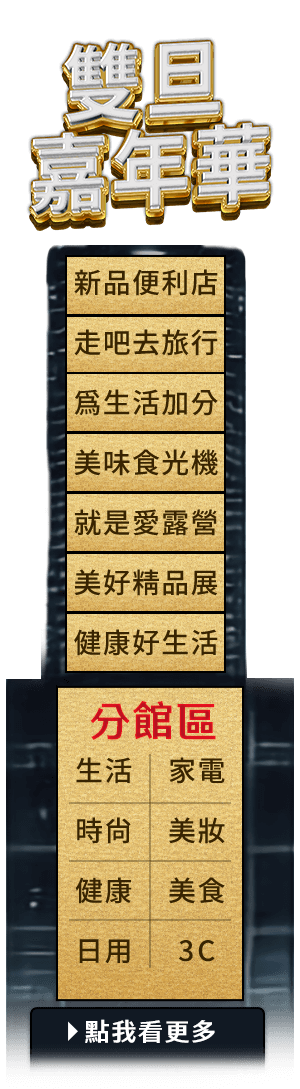 雙旦
嘉年華
新品便利店
走吧去旅行
爲生活加分
美味食光機
就是愛露營
美好精品展
健康好生活
分館區
生活 家電
時尚 美妝
健康 美食
日用 3C
點我看更多